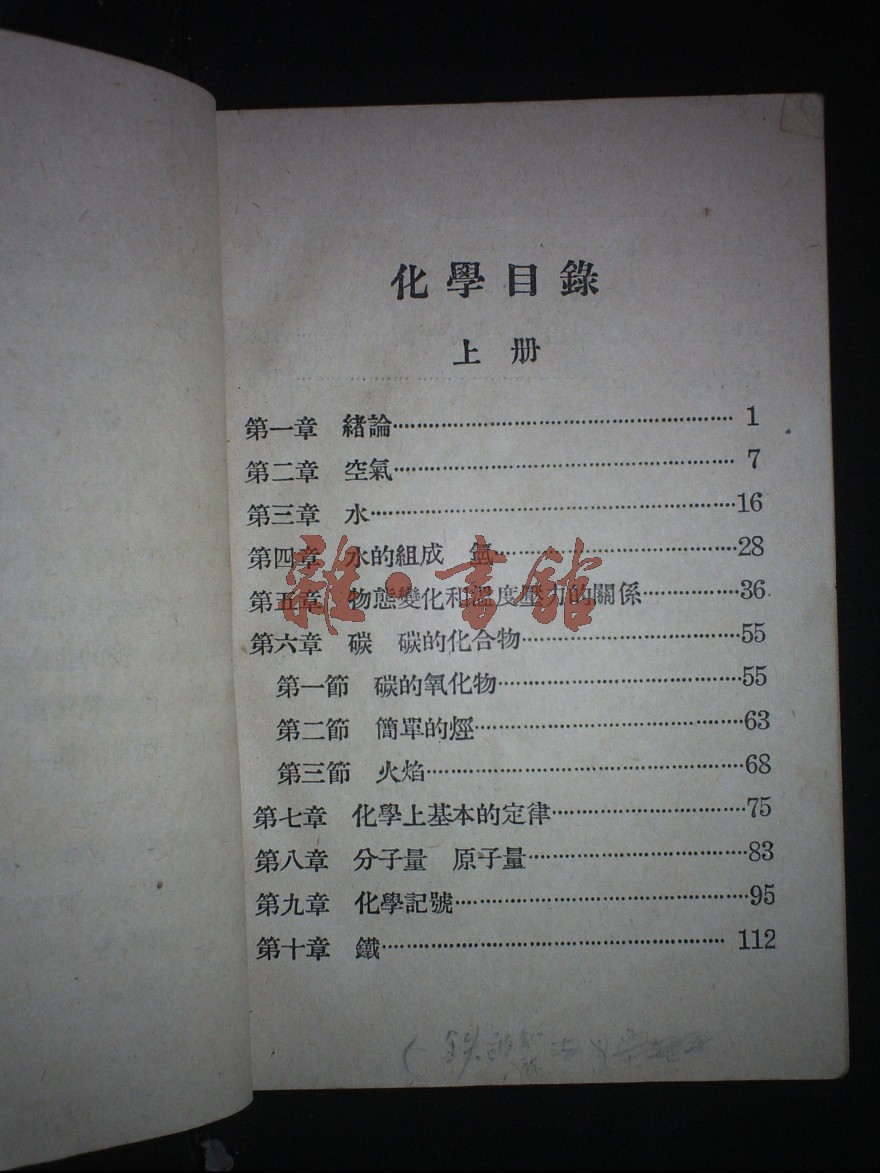 化學目錄
上册
第一章 緒論………………………………………1
第二章 空氣………………………………………7
第三章 水…………………………………………16
第四章 水的組成 氫……………………………28
第五章 物態變化和溫度壓力的關係…………36
第六章 碳 碳的化合物…………………………55
第一節 碳的氧化物……………………………55
第二節 簡單的烴………………………………63
第三節 火焰……………………………………68
第七章 化學上基本的定律……………………75
第八章 分子量 原子量…………………………83
第九章 化學記號………………………………95
第十章 鐵………………………………………112
雜·書館